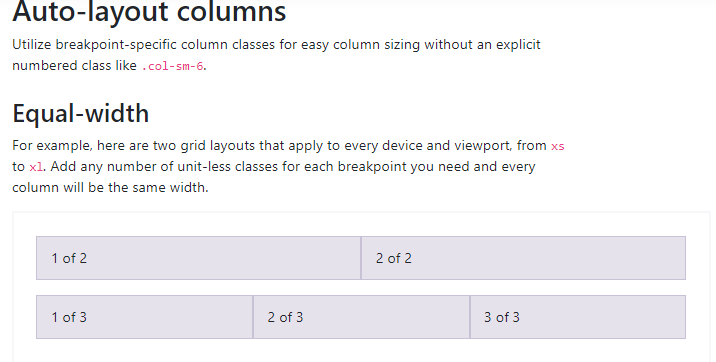 Auto-layout columns
Utilize breakpoint-specific column classes for easy column sizing without an explicit
numbered class like .col-sm-6.
Equal-width
For example, here are two grid layouts that apply to every device and viewport, from xs
to xl. Add any number of unit-less classes for each breakpoint you need and every
column will be the same width.
1 of 2
2 of 2
1 of 3
2 of 3
3 of 3